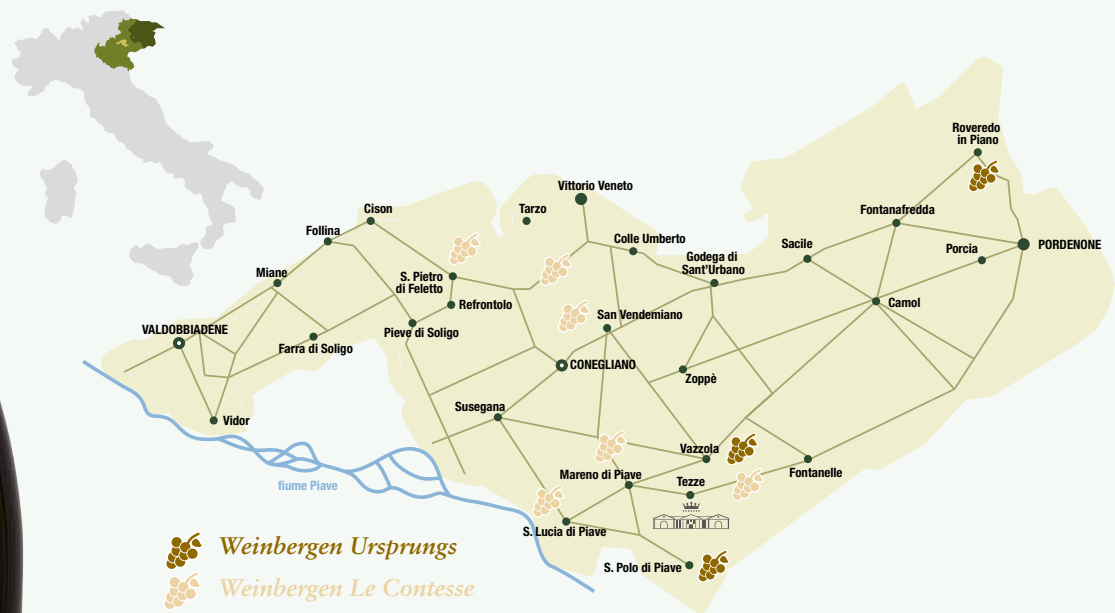 Roveredo
in Piano
Vittorio Veneto
Cison
Tarzo
Fontanafredda
Follina
Colle Umberto
Sacile
Porcia
PORDENONE
Godega di
Sant'Urbano
Miane
S. Pietro
di Feletto
Refrontolo
Camol
San Vendemiano
VALDOBBIADENE
Pieve di Soligo
Farra di Soligo
CONEGLIANO
Zoppè
Susegana
Vidor
Vazzola
Fontanelle
Mareno di Piave
Tezze
fiume Piave
S. Lucia di Piave
S. Polo di Piave
Weinbergen Ursprungs
Weinbergen Le Contesse